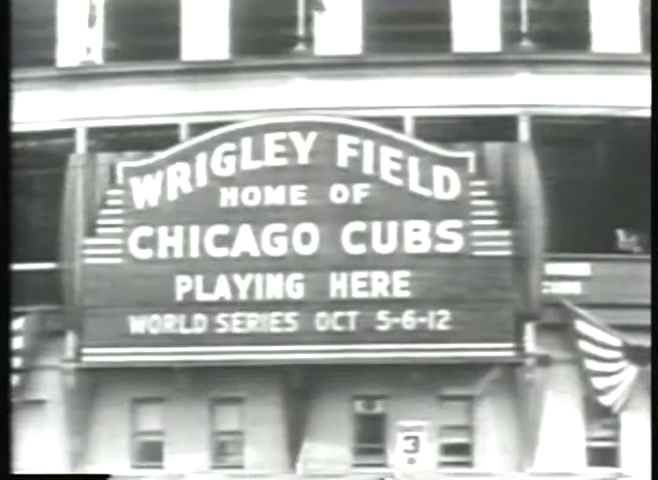 WRIGLEY FIELD
HOME OF
CHICAGO CUBS
PLAYING HERE
WORLD SERIES OCT 5-6-12
3